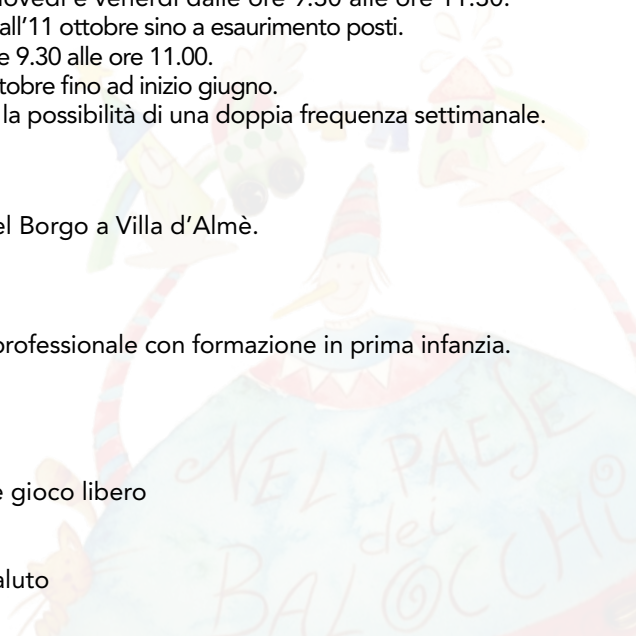 iovedì e venerdì dalle ore 9.30 alle ore 11.30.
all’11 ottobre sino a esaurimento posti.
e 9.30 alle ore 11.00.
tobre fino ad inizio giugno.
la possibilità di una doppia frequenza settimanale.
el Borgo a Villa d’Almè.
professionale con formazione in prima infanzia.
e gioco libero
aluto
NEL PAESE
dei
BALOCCHI